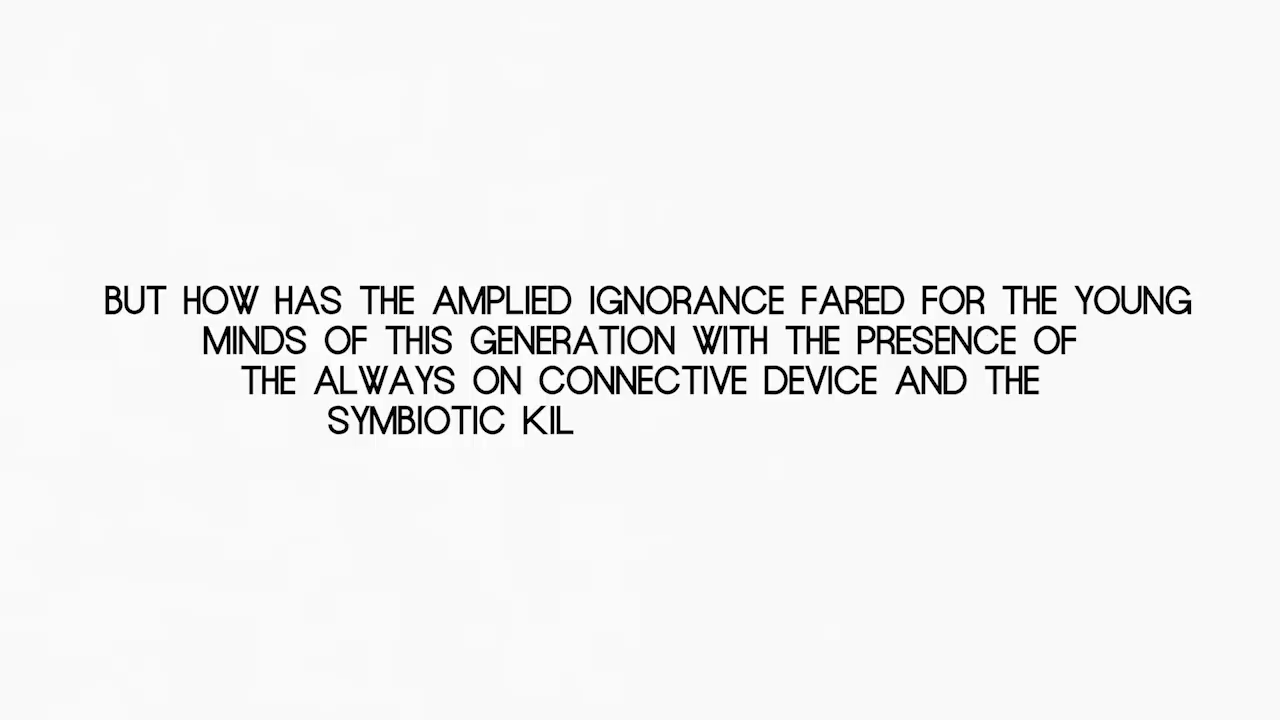 BUT HOW HAS THE AMPLIED IGNORANCE FARED FOR THE YOUNG
MINDS OF THIS GENERATION WITH THE PRESENCE OF
THE ALWAYS ON CONNECTIVE DEVICE AND THE
SYMBIOTIC KIL